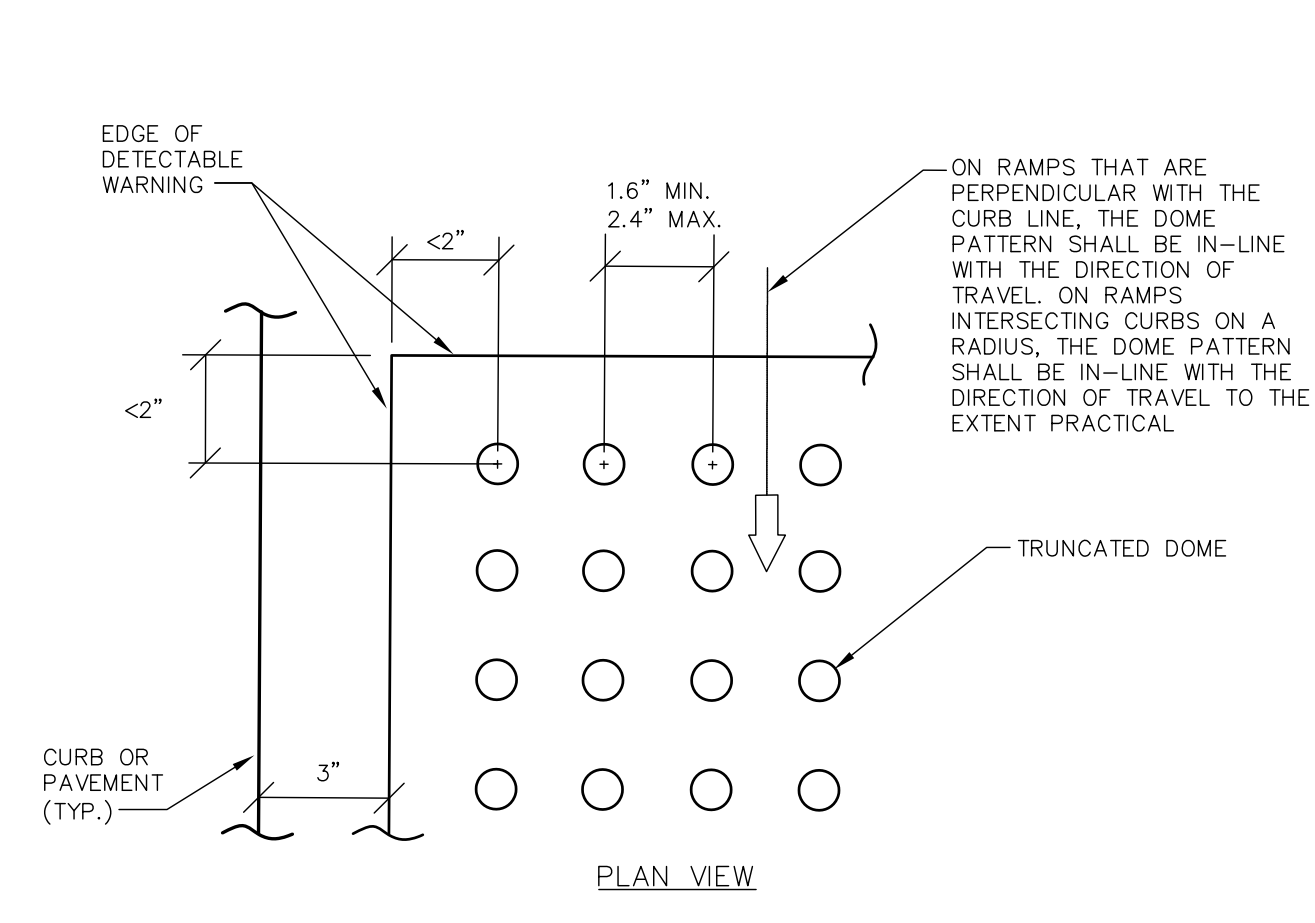 EDGE OF
DETECTABLE
WARNING
<2”
1.6” MIN.
2.4” MAX.
ON RAMPS THAT ARE
PERPENDICULAR WITH THE
CURB LINE, THE DOME
PATTERN SHALL BE IN–LINE
WITH THE DIRECTION OF
TRAVEL. ON RAMPS
INTERSECTING CURBS ON A
RADIUS, THE DOME PATTERN
SHALL BE IN–LINE WITH THE
DIRECTION OF TRAVEL TO THE
EXTENT PRACTICAL
<2”
TRUNCATED DOME
CURB OR
PAVEMENT
(TYP.)
3”
PLAN VIEW